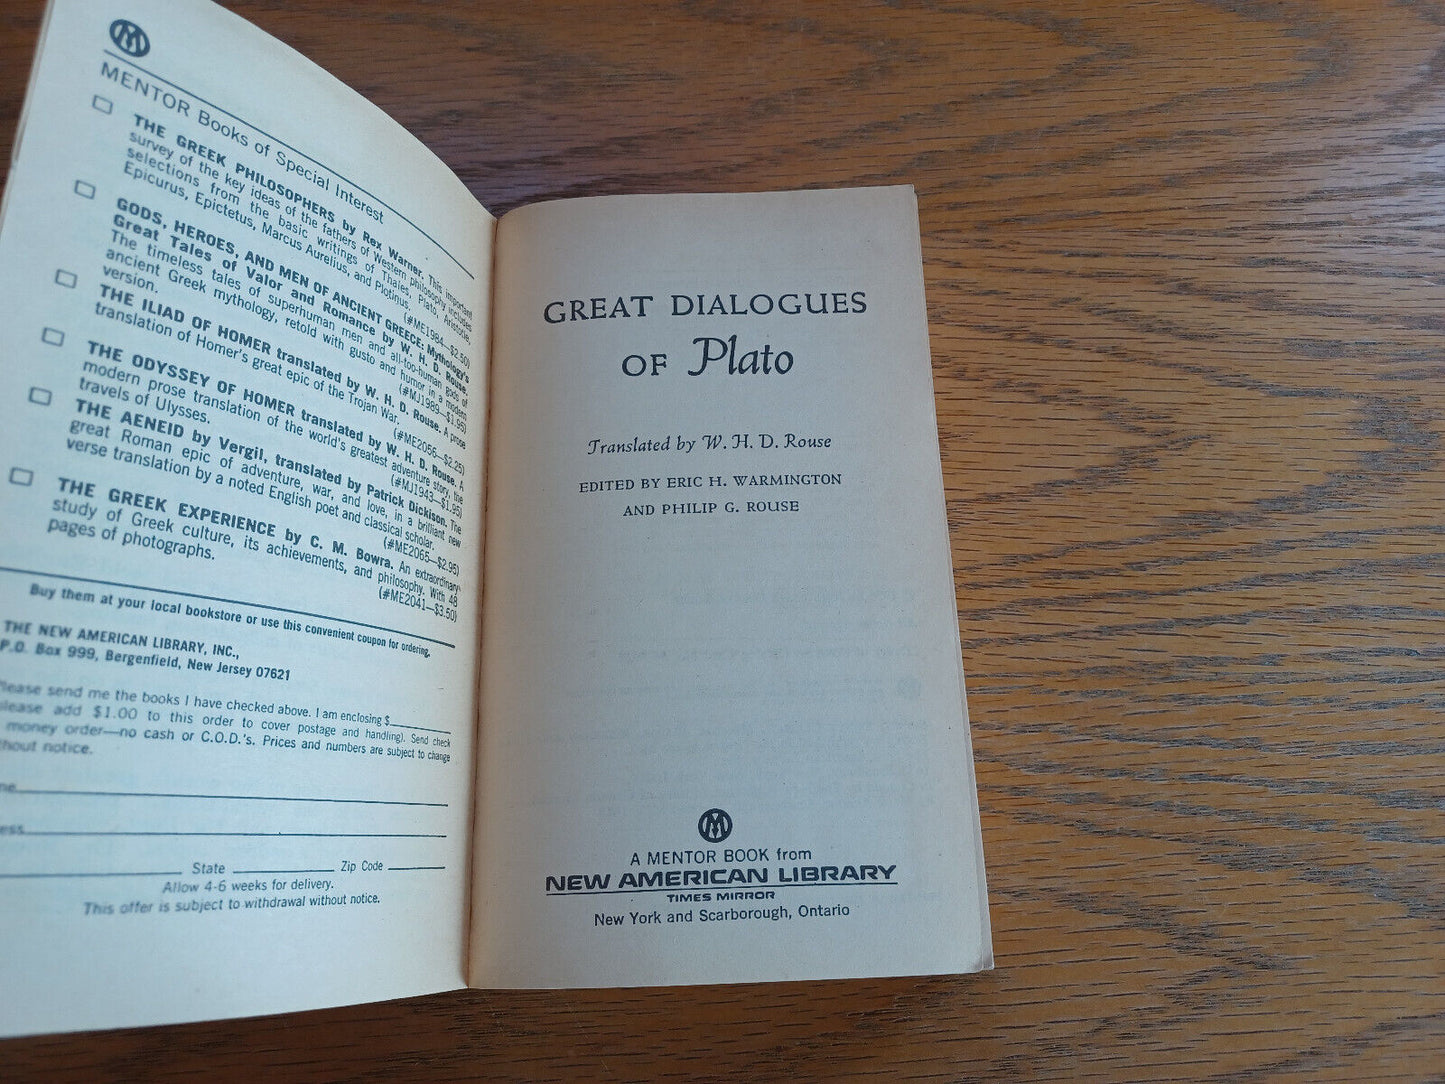 MENTOR Books of Special Interest
THE GREEK PHILOSOPHERS by Rex Warner. This important
survey of the key ideas of the fathers of Western philosophy includes
selections from the basic writings of Thales, Plato, Aristotle,
Epicurus, Epictetus, Marcus Aurelius, and Plotinus.
(#ME1984—$2.50)
GODS, HEROES, AND MEN OF ANCIENT GREECE: Mythology's
Great Tales of Valor and Romance by W. H. D. Rouse.
The timeless tales of superhuman men and all-too-human gods of
ancient Greek mythology, retold with gusto and humor in a modern
version. (#MJ1989—$1.95)
THE ILIAD OF HOMER translated by W. H. D. Rouse. A prose
translation of Homer's great epic of the Trojan War.
(#ME2056—$2.25)
THE ODYSSEY OF HOMER translated by W. H. D. Rouse. A
modern prose translation of the world's greatest adventure story, the
travels of Ulysses. (#MJ1943—$1.95)
THE AENEID by Vergil, translated by Patrick Dickison. The
great Roman epic of adventure, war, and love, in a brilliant new
verse translation by a noted English poet and classical scholar.
(#ME2065—$2.95)
THE GREEK EXPERIENCE by C. M. Bowra. An extraordinary
study of Greek culture, its achievements, and philosophy. With 48
pages of photographs. (#ME2041—$3.50)
Buy them at your local bookstore or use this convenient coupon for ordering.
THE NEW AMERICAN LIBRARY, INC.,
P.O. Box 999, Bergenfield, New Jersey 07621
Please send me the books I have checked above. I am enclosing $
please add $1.00 to this order to cover postage and handling). Send check
money order—no cash or C.O.D.'s. Prices and numbers are subject to change
without notice.
State Zip Code
Allow 4-6 weeks for delivery.
This offer is subject to withdrawal without notice.
GREAT DIALOGUES
OF Plato
Translated by W. H. D. Rouse
EDITED BY ERIC H. WARMINGTON
AND PHILIP G. ROUSE
M
A MENTOR BOOK from
NEW AMERICAN LIBRARY
TIMES MIRROR
New York and Scarborough, Ontario